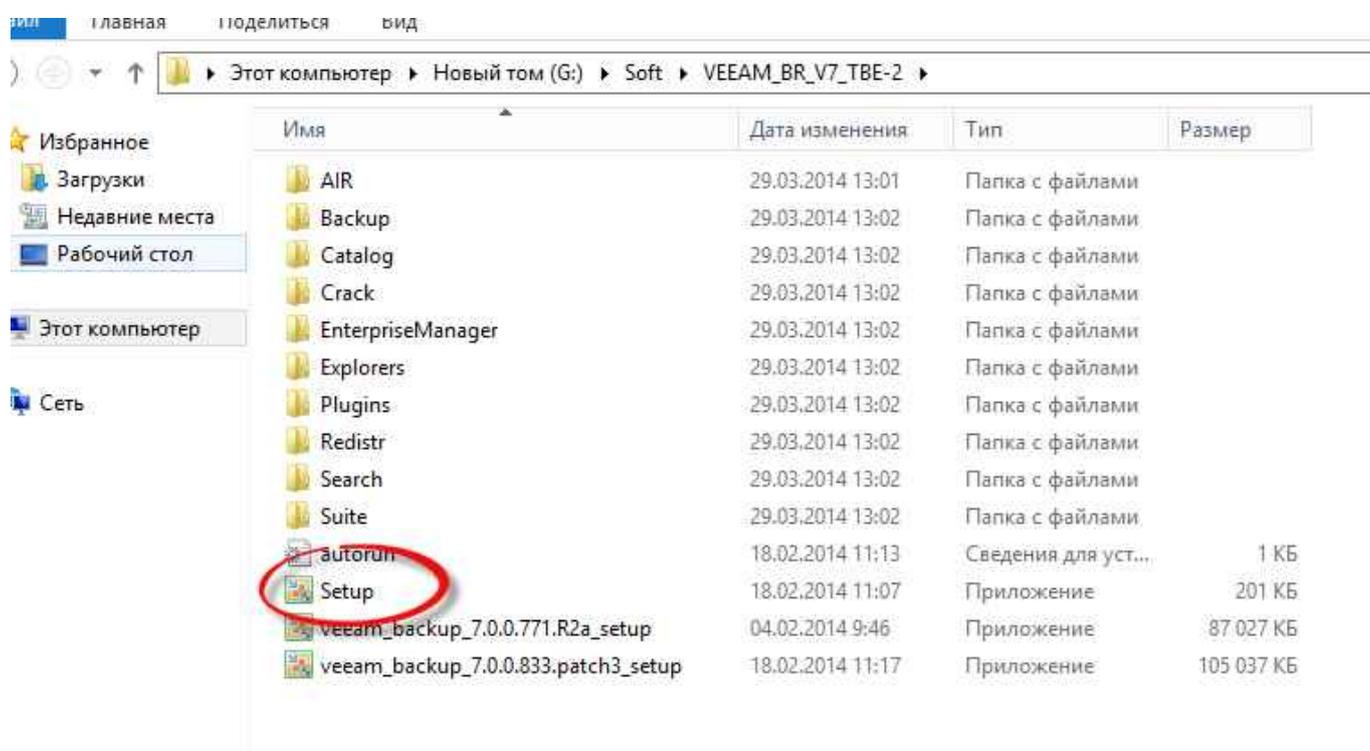 Главная Поделиться Вид
Этот компьютер Новый том (G:) Soft VEEAM_BR_V7_TBE-2
Избранное
Загрузки
Недавние места
Рабочий стол
Этот компьютер
Сеть
Имя Дата изменения Тип Размер
AIR 29.03.2014 13:01 Папка с файлами
Backup 29.03.2014 13:02 Папка с файлами
Catalog 29.03.2014 13:02 Папка с файлами
Crack 29.03.2014 13:02 Папка с файлами
EnterpriseManager 29.03.2014 13:02 Папка с файлами
Explorers 29.03.2014 13:02 Папка с файлами
Plugins 29.03.2014 13:02 Папка с файлами
Redistr 29.03.2014 13:02 Папка с файлами
Search 29.03.2014 13:02 Папка с файлами
Suite 29.03.2014 13:02 Папка с файлами
autorun 18.02.2014 11:13 Сведения для уст... 1 КБ
Setup 18.02.2014 11:07 Приложение 201 КБ
veeam_backup_7.0.0.771.R2a_setup 04.02.2014 9:46 Приложение 87 027 КБ
veeam_backup_7.0.0.833.patch3_setup 18.02.2014 11:17 Приложение 105 037 КБ